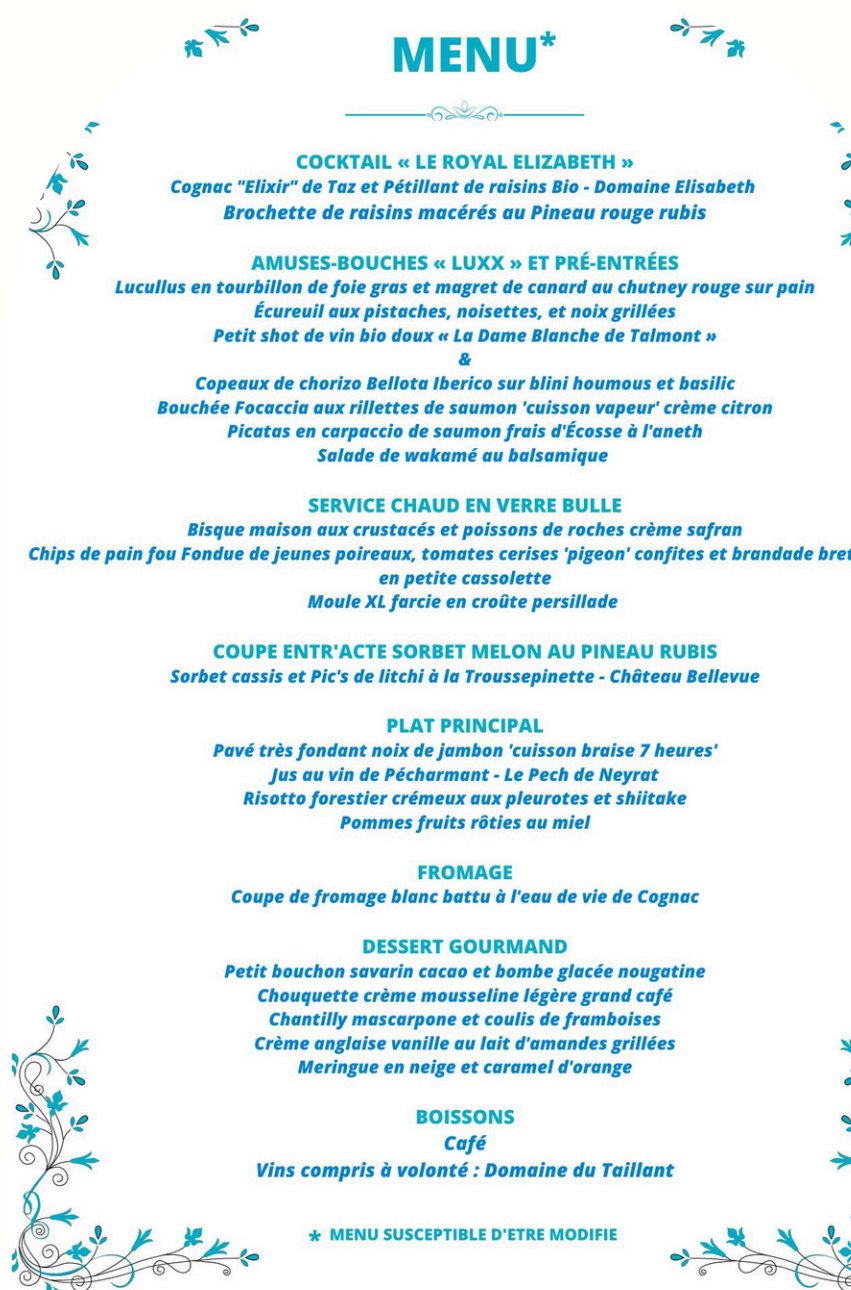 MENU*
COCKTAIL « LE ROYAL ELIZABETH »
Cognac "Elixir" de Taz et Pétillant de raisins Bio - Domaine Elisabeth
Brochette de raisins macérés au Pineau rouge rubis
AMUSES-BOUCHES « LUXX » ET PRÉ-ENTRÉES
Lucullus en tourbillon de foie gras et magret de canard au chutney rouge sur pain
Écureuil aux pistaches, noisettes, et noix grillées
Petit shot de vin bio doux « La Dame Blanche de Talmont »
&
Copeaux de chorizo Bellota Iberico sur blini houmous et basilic
Bouchée Focaccia aux rillettes de saumon 'cuisson vapeur' crème citron
Picatas en carpaccio de saumon frais d'Écosse à l'aneth
Salade de wakamé au balsamique
SERVICE CHAUD EN VERRE BULLE
Bisque maison aux crustacés et poissons de roches crème safran
Chips de pain fou Fondue de jeunes poireaux, tomates cerises 'pigeon' confites et brandade
en petite cassolette
Moule XL farcie en croûte persillade
COUPE ENTR'ACTE SORBET MELON AU PINEAU RUBIS
Sorbet cassis et Pic's de litchi à la Troussepinette - Château Bellevue
PLAT PRINCIPAL
Pavé très fondant noix de jambon 'cuisson braise 7 heures'
Jus au vin de Pécharmant - Le Pech de Neyrat
Risotto forestier crémeux aux pleurotes et shiitake
Pommes fruits rôties au miel
FROMAGE
Coupe de fromage blanc battu à l'eau de vie de Cognac
DESSERT GOURMAND
Petit bouchon savarin cacao et bombe glacée nougatine
Chouquette crème mousseline légère grand café
Chantilly mascarpone et coulis de framboises
Crème anglaise vanille au lait d'amandes grillées
Meringue en neige et caramel d'orange
BOISSONS
Café
Vins compris à volonté : Domaine du Taillant
* MENU SUSCEPTIBLE D'ETRE MODIFIE